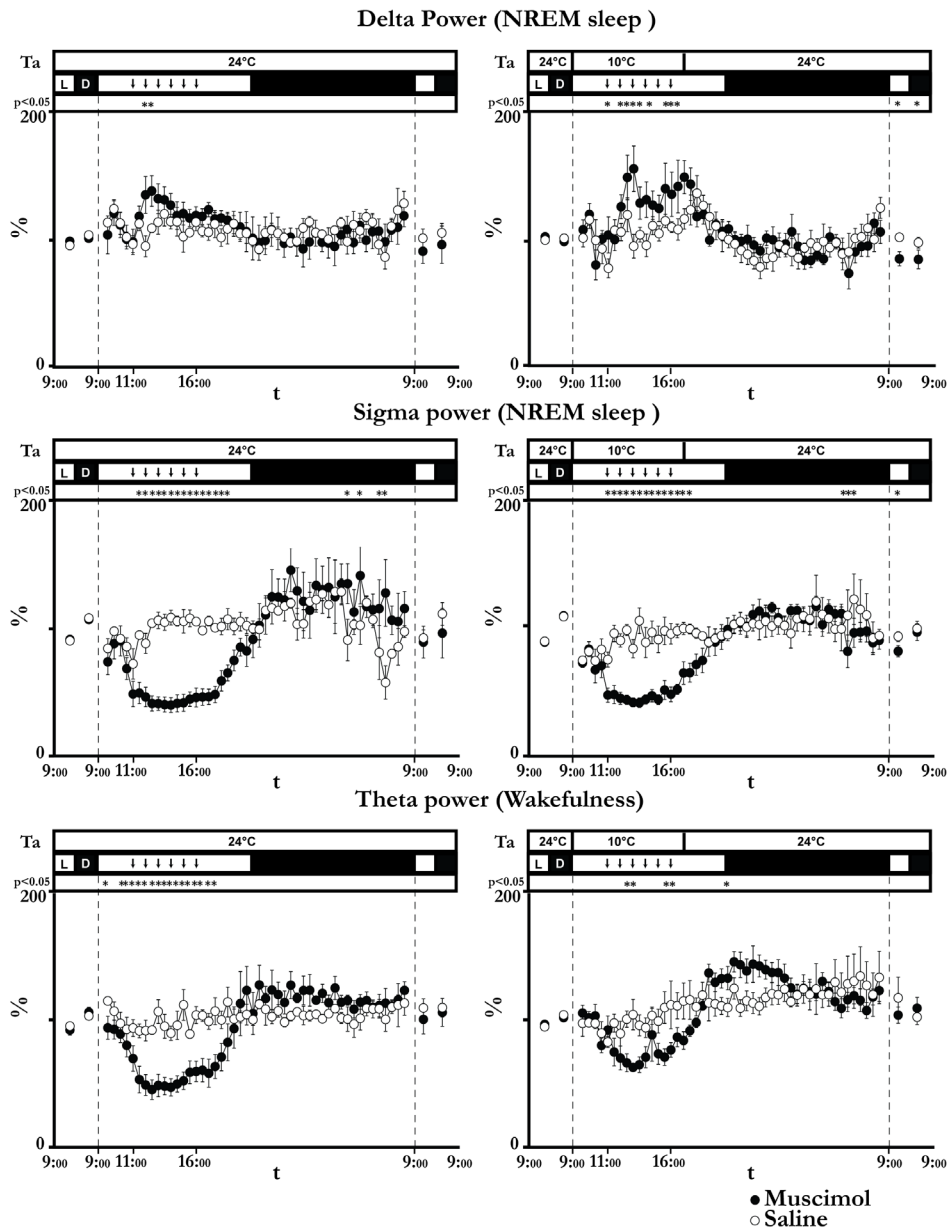 Delta Power (NREM sleep )
Ta 24°C Ta 24°C 10°C 24°C
L D L D
p<0.05 ** p<0.05 * **** * *** * *
200 200
% %
0 0
9:00 9:00 11:00 16:00 9:00 9:00 9:00 9:00 11:00 16:00 9:00 9:00
t t
Sigma power (NREM sleep )
Ta 24°C Ta 24°C 10°C 24°C
L D L D
p<0.05 p<0.05
200 200
% %
0 0
9:00 9:00 11:00 16:00 9:00 9:00 9:00 9:00 11:00 16:00 9:00 9:00
t t
Theta power (Wakefulness)
Ta 24°C Ta 24°C 10°C 24°C
L D L D
p<0.05 p<0.05 ** ** *
200 200
% %
0 0
9:00 9:00 11:00 16:00 9:00 9:00 9:00 9:00 11:00 16:00 9:00 9:00
t t
Muscimol
Saline